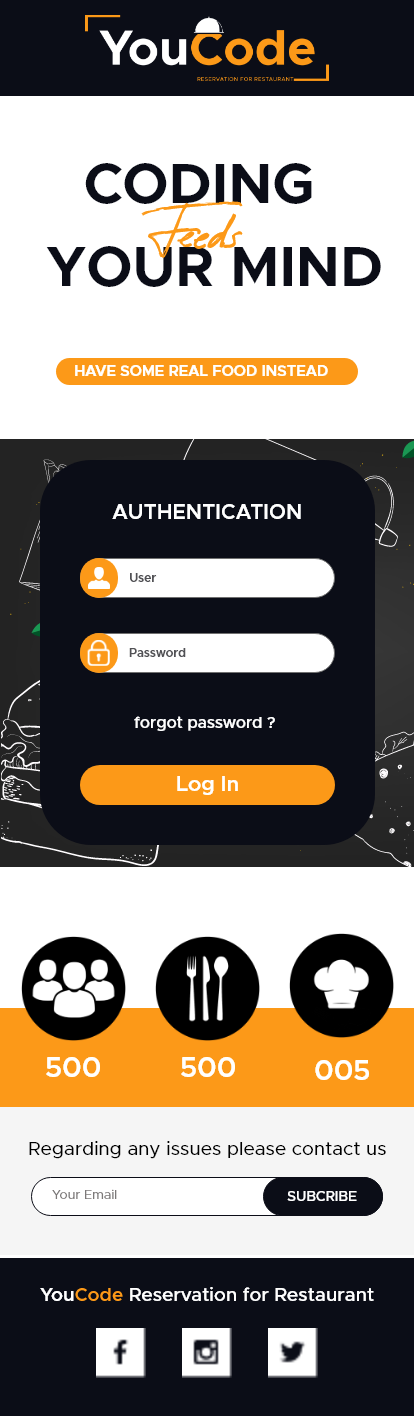 YouCode
RESERVATION FOR RESTAURANT
CODING
Feeds
YOUR MIND
HAVE SOME REAL FOOD INSTEAD
AUTHENTICATION
User
Password
forgot password ?
Log In
500 500 005
Regarding any issues please contact us
Your Email SUBCRIBE
YouCode Reservation for Restaurant